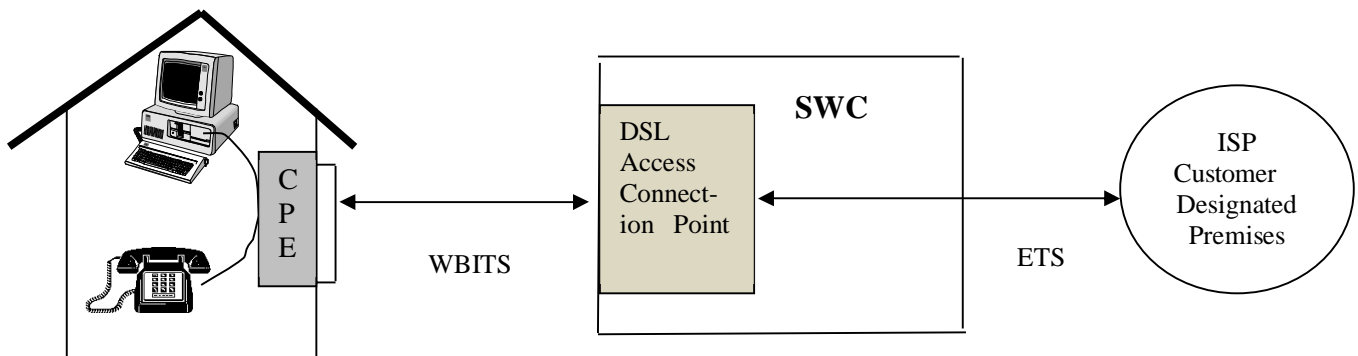 C
P
E
WBITS
DSL
Access
Connect-
ion Point
SWC
ETS
ISP
Customer
Designated
Premises